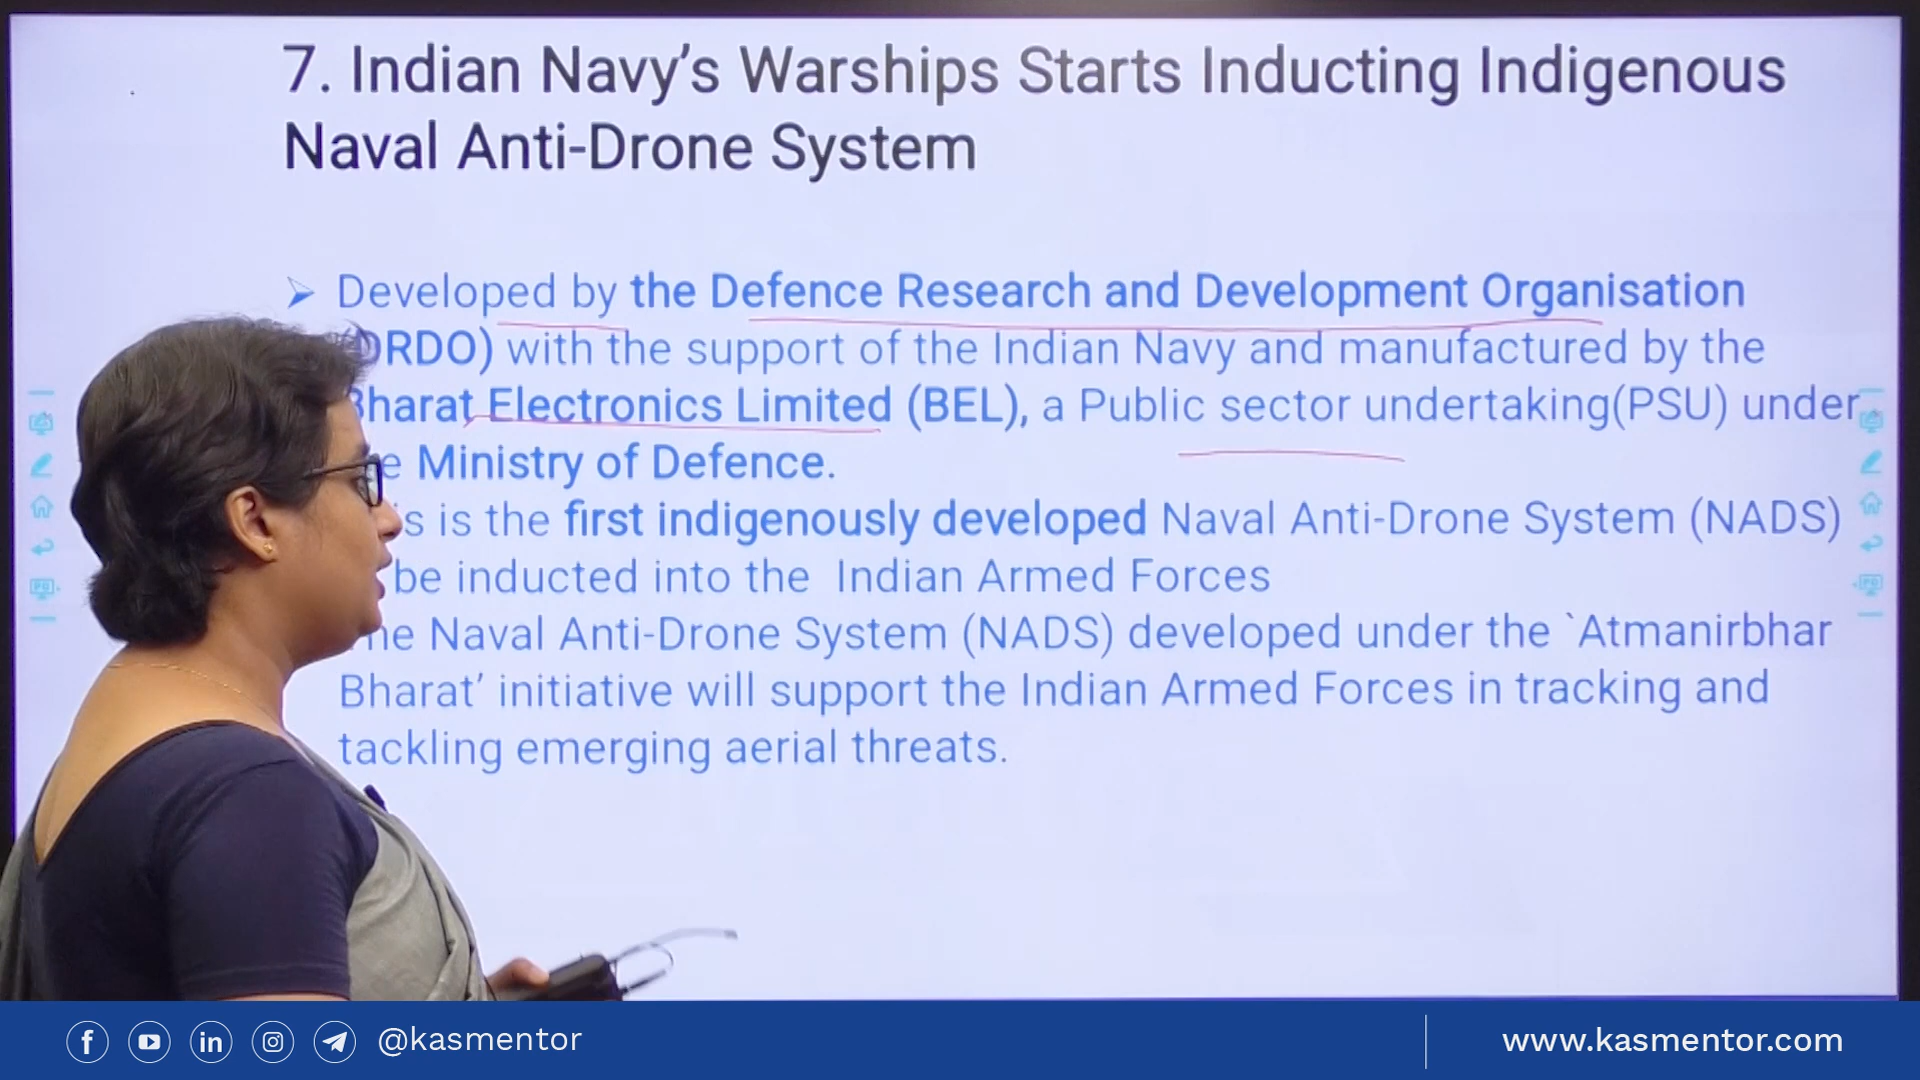 7. Indian Navy’s Warships Starts Inducting Indigenous
Naval Anti-Drone System
Developed by the Defence Research and Development Organisation
(DRDO) with the support of the Indian Navy and manufactured by the
Bharat Electronics Limited (BEL), a Public sector undertaking(PSU) under
Ministry of Defence.
is the first indigenously developed Naval Anti-Drone System (NADS)
be inducted into the Indian Armed Forces
The Naval Anti-Drone System (NADS) developed under the `Atmanirbhar
Bharat’ initiative will support the Indian Armed Forces in tracking and
tackling emerging aerial threats.
@kasmentor
www.kasmentor.com